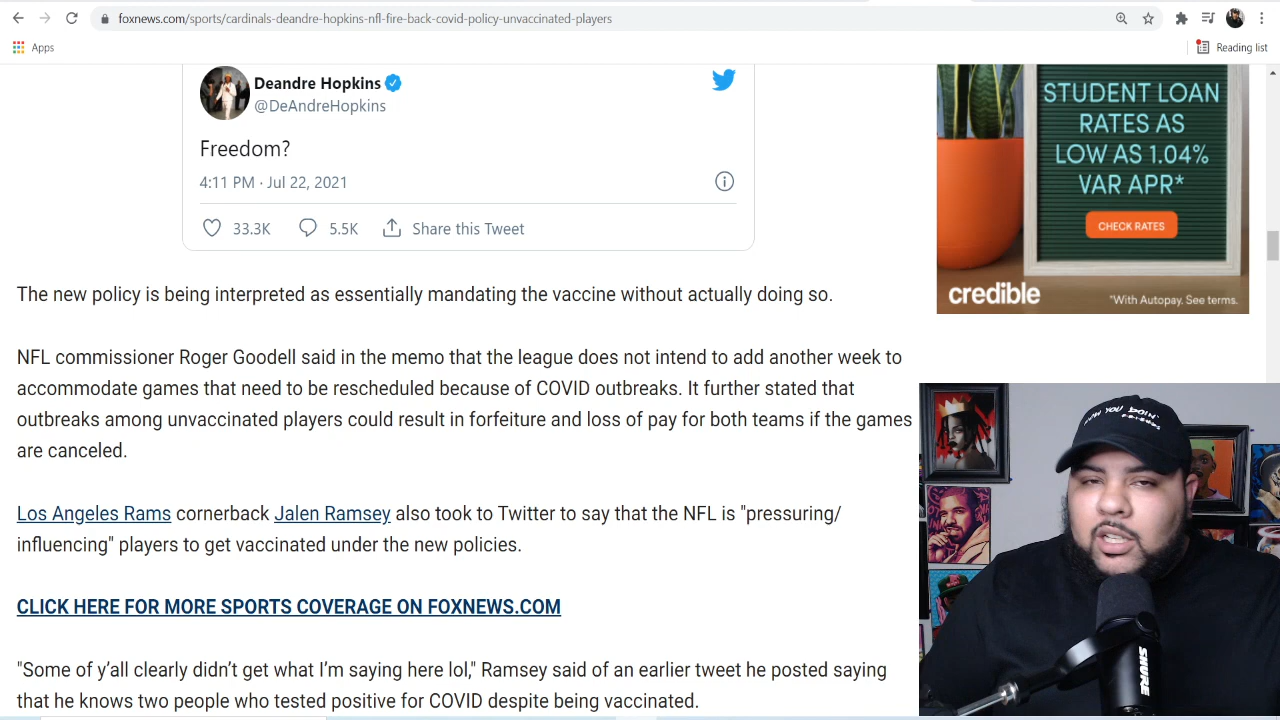 foxnews.com/sports/cardinals-deandre-hopkins-nfl-fire-back-covid-policy-unvaccinated-players
Apps
Reading list
Deandre Hopkins
@DeAndreHopkins
Freedom?
4:11 PM · Jul 22, 2021
33.3K 5.5K Share this Tweet
The new policy is being interpreted as essentially mandating the vaccine without actually doing so.
NFL commissioner Roger Goodell said in the memo that the league does not intend to add another week to
accommodate games that need to be rescheduled because of COVID outbreaks. It further stated that
outbreaks among unvaccinated players could result in forfeiture and loss of pay for both teams if the games
are canceled.
Los Angeles Rams cornerback Jalen Ramsey also took to Twitter to say that the NFL is "pressuring/
influencing" players to get vaccinated under the new policies.
CLICK HERE FOR MORE SPORTS COVERAGE ON FOXNEWS.COM
"Some of y'all clearly didn't get what I'm saying here lol," Ramsey said of an earlier tweet he posted saying
that he knows two people who tested positive for COVID despite being vaccinated.
STUDENT LOAN
RATES AS
LOW AS 1.04%
VAR APR*
CHECK RATES
credible
*With Autopay. See terms.
YOU DOIN'
F·R·I·E·N·D·S
SHURE